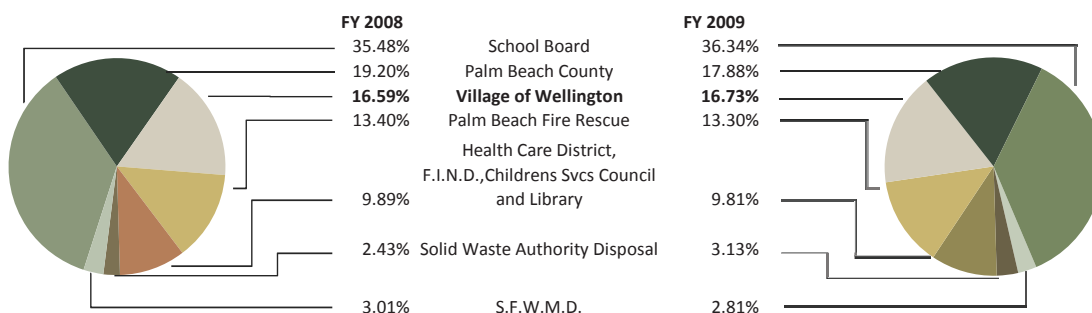 FY 2008 FY 2009
35.48% School Board 36.34%
19.20% Palm Beach County 17.88%
16.59% Village of Wellington 16.73%
13.40% Palm Beach Fire Rescue 13.30%
Health Care District,
F.I.N.D.,Childrens Svcs Council
9.89% and Library 9.81%
2.43% Solid Waste Authority Disposal 3.13%
3.01% S.F.W.M.D. 2.81%